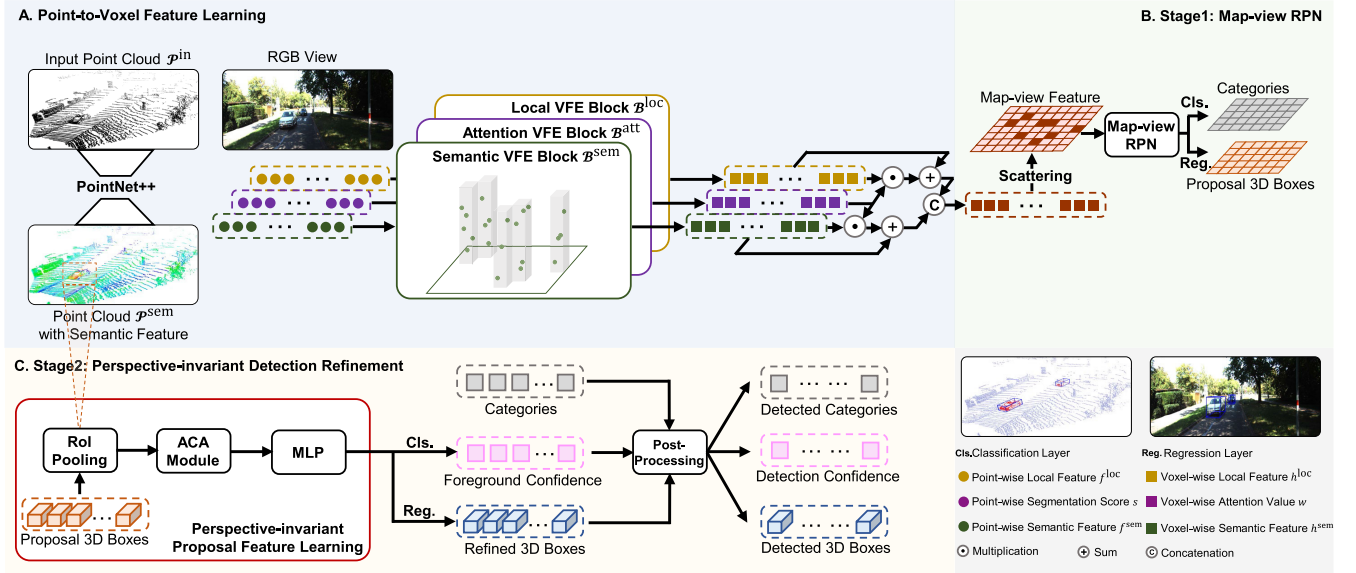 A. Point-to-Voxel Feature Learning
Input Point Cloud 𝒫^in
RGB View
PointNet++
Point Cloud 𝒫^sem
with Semantic Feature
Local VFE Block ℬ^loc
Attention VFE Block ℬ^att
Semantic VFE Block ℬ^sem
C
B. Stage1: Map-view RPN
Map-view Feature
Scattering
Map-view
RPN
Cls.
Reg.
Categories
Proposal 3D Boxes
C. Stage2: Perspective-invariant Detection Refinement
RoI
Pooling
ACA
Module
MLP
Proposal 3D Boxes
Perspective-invariant
Proposal Feature Learning
Cls.
Reg.
Categories
Foreground Confidence
Refined 3D Boxes
Post-
Processing
Detected Categories
Detection Confidence
Detected 3D Boxes
Cls. Classification Layer
Reg. Regression Layer
Point-wise Local Feature f^loc
Voxel-wise Local Feature h^loc
Point-wise Segmentation Score s
Voxel-wise Attention Value w
Point-wise Semantic Feature f^sem
Voxel-wise Semantic Feature h^sem
Multiplication
+ Sum
C Concatenation